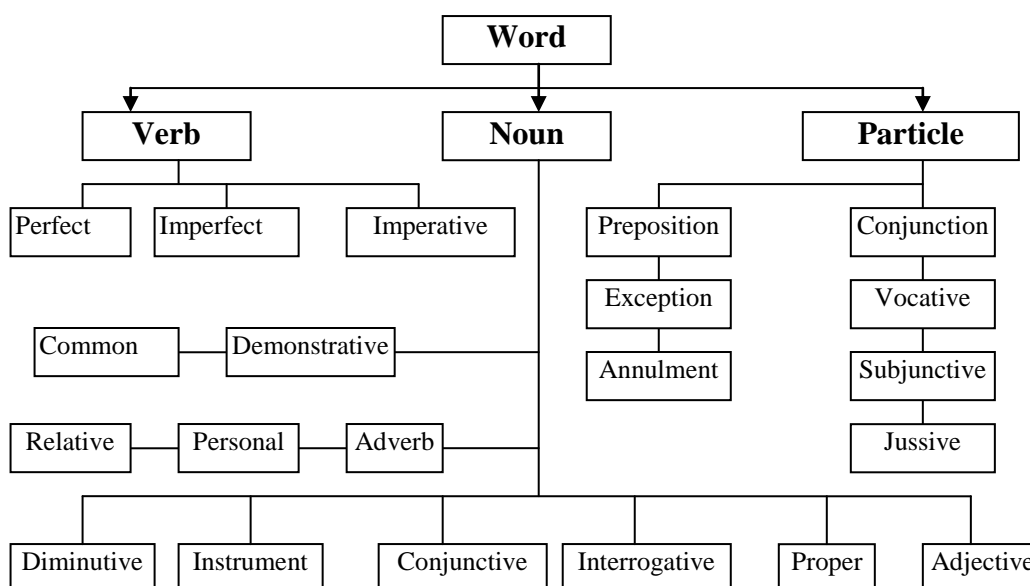 Word
Verb Noun Particle
Perfect Imperfect Imperative Preposition Conjunction
Exception Vocative
Common Demonstrative Annulment Subjunctive
Relative Personal Adverb Jussive
Diminutive Instrument Conjunctive Interrogative Proper Adjective